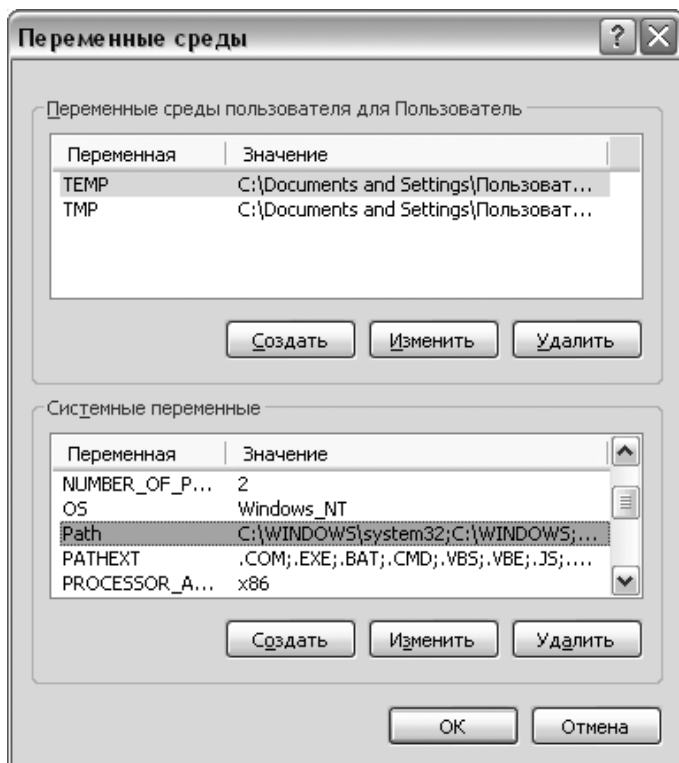 Переменные среды
Переменные среды пользователя для Пользователь
Переменная Значение
TEMP C:\Documents and Settings\Пользоват...
TMP C:\Documents and Settings\Пользоват...
Создать Изменить Удалить
Системные переменные
Переменная Значение
NUMBER_OF_P... 2
OS Windows_NT
Path C:\WINDOWS\system32;C:\WINDOWS;...
PATHEXT .COM;.EXE;.BAT;.CMD;.VBS;.VBE;.JS;....
PROCESSOR_A... x86
Создать Изменить Удалить
ОК Отмена